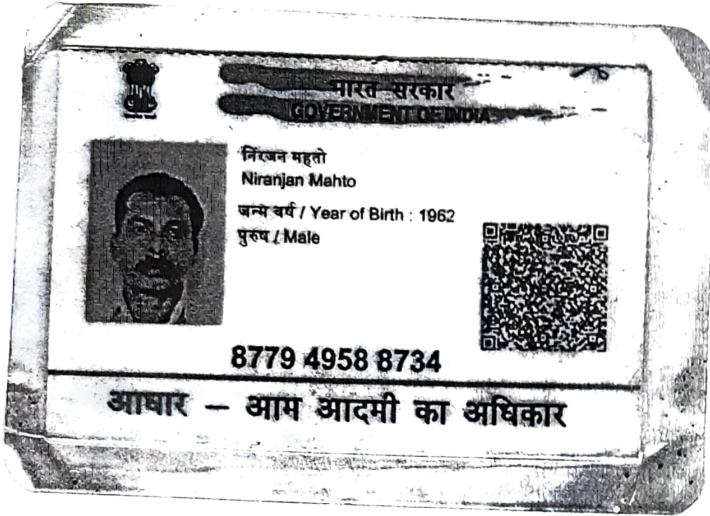 भारत सरकार
GOVERNMENT OF INDIA
निरंजन महतो
Niranjan Mahto
जन्म वर्ष / Year of Birth : 1962
पुरुष / Male
8779 4958 8734
आधार – आम आदमी का अधिकार